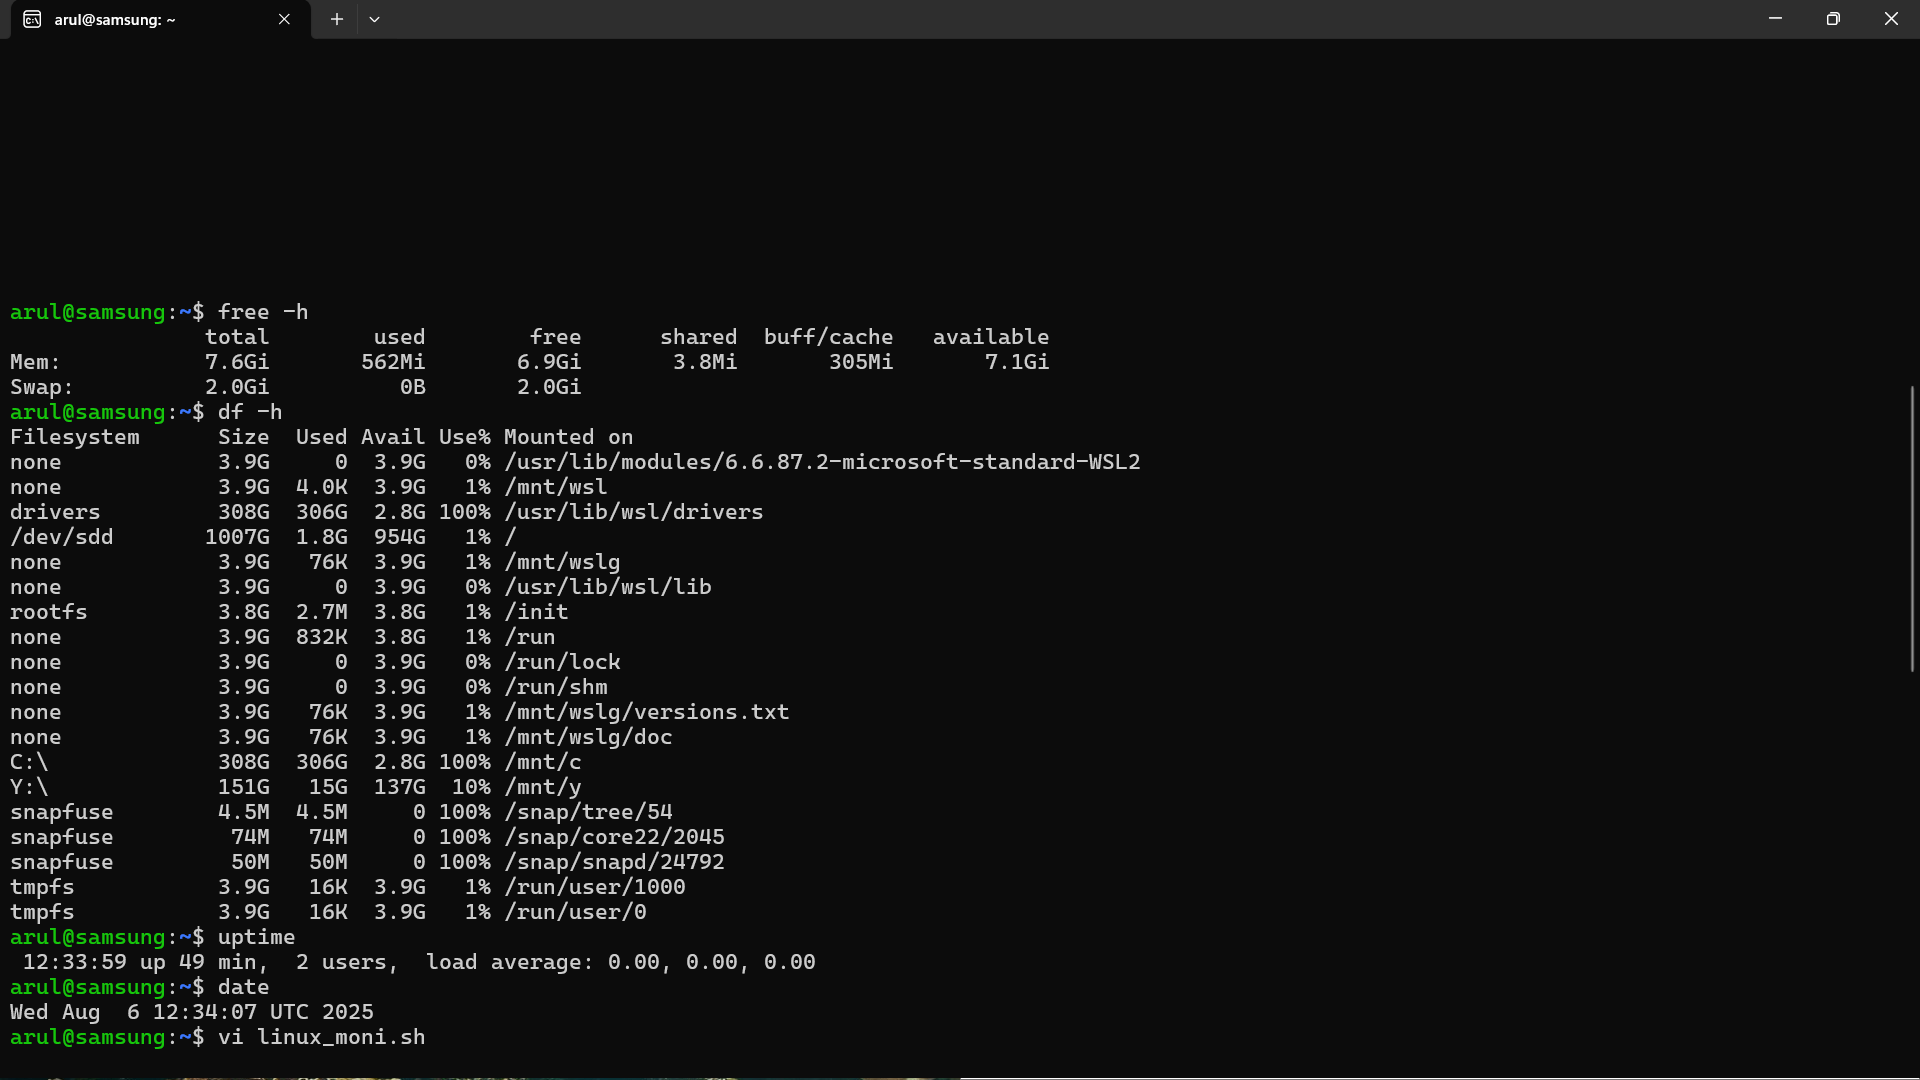 arul@samsung: ~
arul@samsung:~$ free -h
               total        used        free      shared  buff/cache   available
Mem:           7.6Gi       562Mi       6.9Gi       3.8Mi       305Mi       7.1Gi
Swap:          2.0Gi          0B       2.0Gi
arul@samsung:~$ df -h
Filesystem      Size  Used Avail Use% Mounted on
none            3.9G     0  3.9G   0% /usr/lib/modules/6.6.87.2-microsoft-standard-WSL2
none            3.9G  4.0K  3.9G   1% /mnt/wsl
drivers         308G  306G  2.8G 100% /usr/lib/wsl/drivers
/dev/sdd       1007G  1.8G  954G   1% /
none            3.9G   76K  3.9G   1% /mnt/wslg
none            3.9G     0  3.9G   0% /usr/lib/wsl/lib
rootfs          3.8G  2.7M  3.8G   1% /init
none            3.9G  832K  3.8G   1% /run
none            3.9G     0  3.9G   0% /run/lock
none            3.9G     0  3.9G   0% /run/shm
none            3.9G   76K  3.9G   1% /mnt/wslg/versions.txt
none            3.9G   76K  3.9G   1% /mnt/wslg/doc
C:\             308G  306G  2.8G 100% /mnt/c
Y:\             151G   15G  137G  10% /mnt/y
snapfuse        4.5M  4.5M     0 100% /snap/tree/54
snapfuse         74M   74M     0 100% /snap/core22/2045
snapfuse         50M   50M     0 100% /snap/snapd/24792
tmpfs           3.9G   16K  3.9G   1% /run/user/1000
tmpfs           3.9G   16K  3.9G   1% /run/user/0
arul@samsung:~$ uptime
 12:33:59 up 49 min,  2 users,  load average: 0.00, 0.00, 0.00
arul@samsung:~$ date
Wed Aug  6 12:34:07 UTC 2025
arul@samsung:~$ vi linux_moni.sh